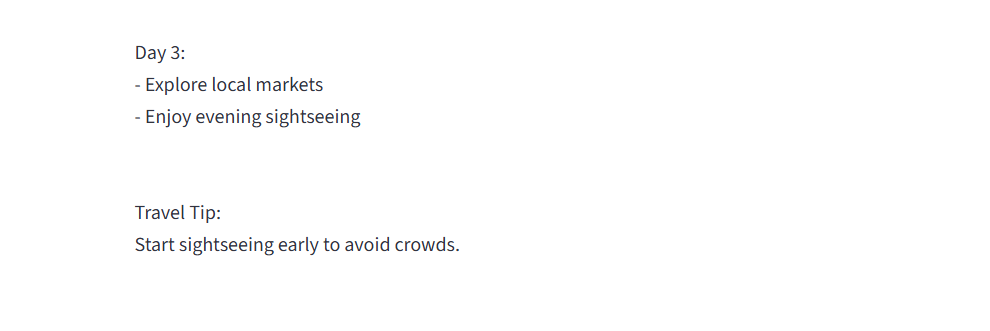 Day 3:
- Explore local markets
- Enjoy evening sightseeing
Travel Tip:
Start sightseeing early to avoid crowds.